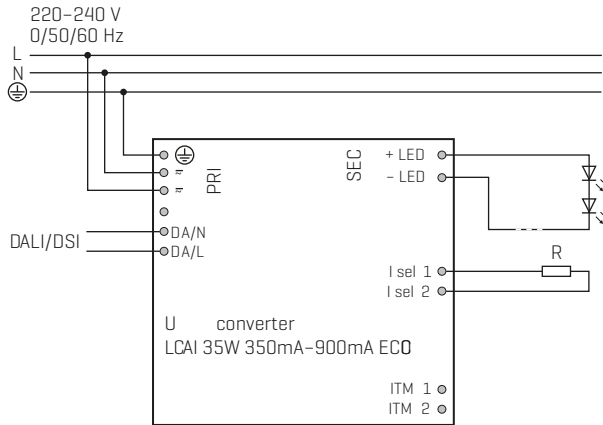 220–240 V
0/50/60 Hz
L
N
PRI
SEC
+ LED
– LED
DALI/DSI
DA/N
DA/L
I sel 1
I sel 2
R
U converter
LCAI 35W 350mA–900mA ECO
ITM 1
ITM 2